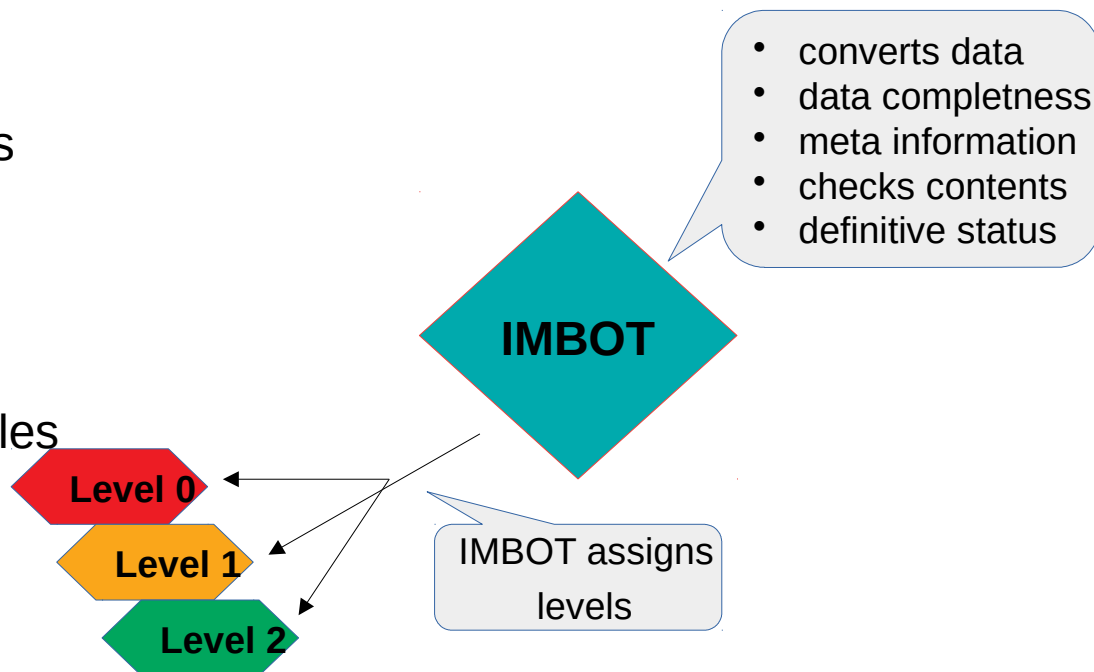 • converts data
• data completness
• meta information
• checks contents
• definitive status
s
IMBOT
les
Level 0
Level 1
Level 2
IMBOT assigns
levels